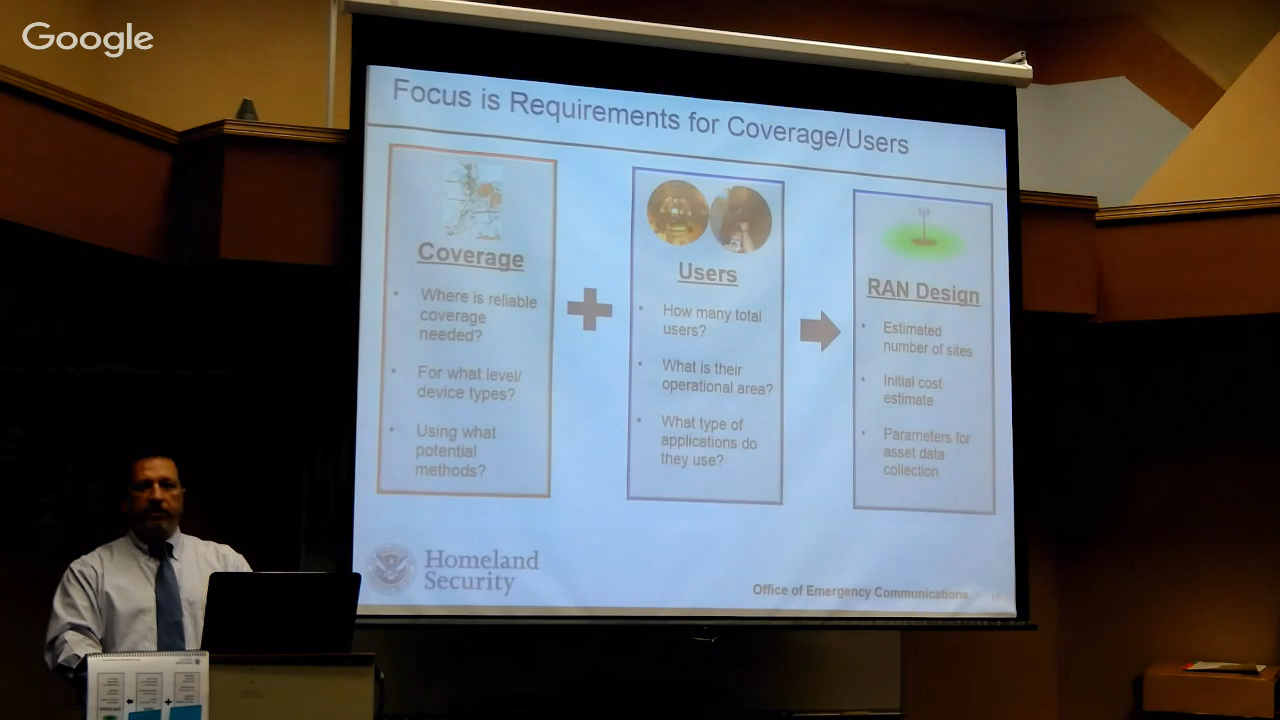 Google
Focus is Requirements for Coverage/Users
Coverage
• Where is reliable
coverage
needed?
• For what level/
device types?
• Using what
potential
methods?
Users
• How many total
users?
• What is their
operational area?
• What type of
applications do
they use?
RAN Design
• Estimated
number of sites
• Initial cost
estimate
• Parameters for
asset data
collection
Homeland
Security
Office of Emergency Communications